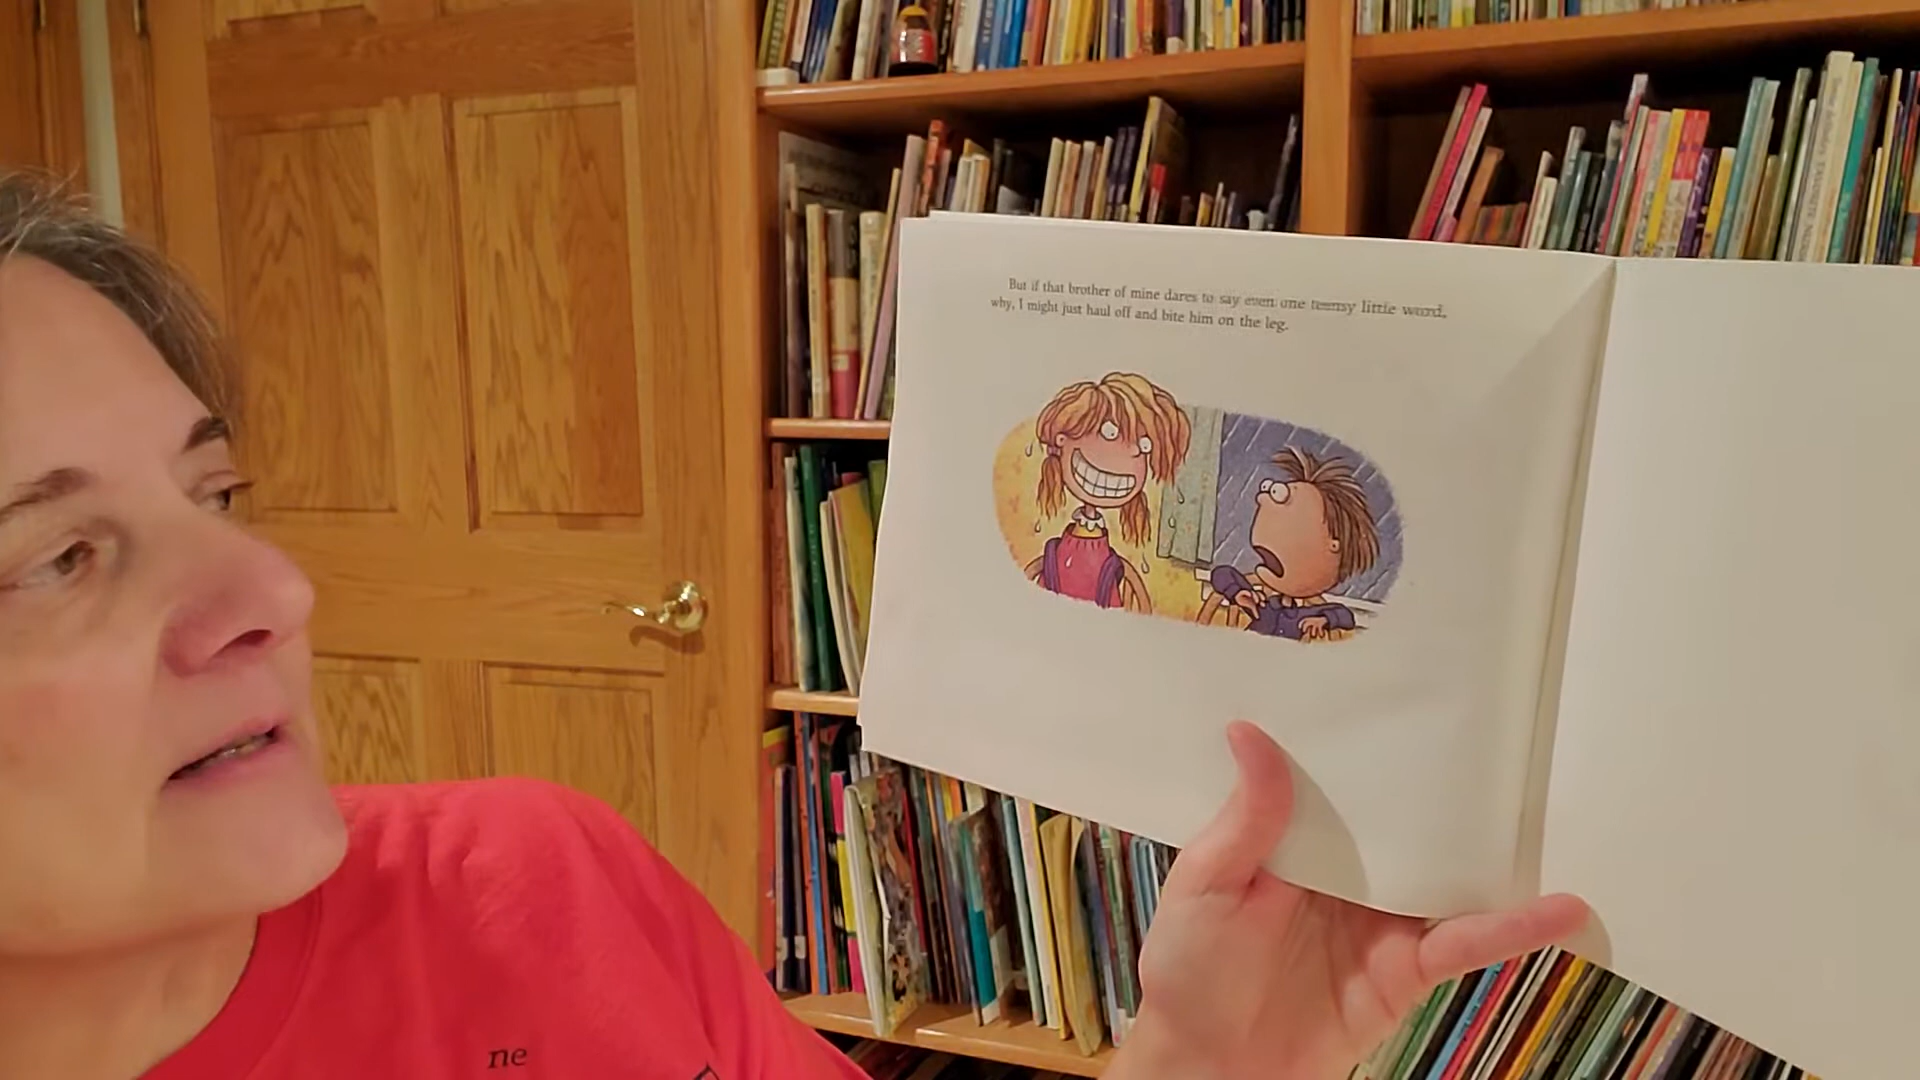 But if that brother of mine dares to say even one teensy little word,
why, I might just haul off and bite him on the leg.
ne